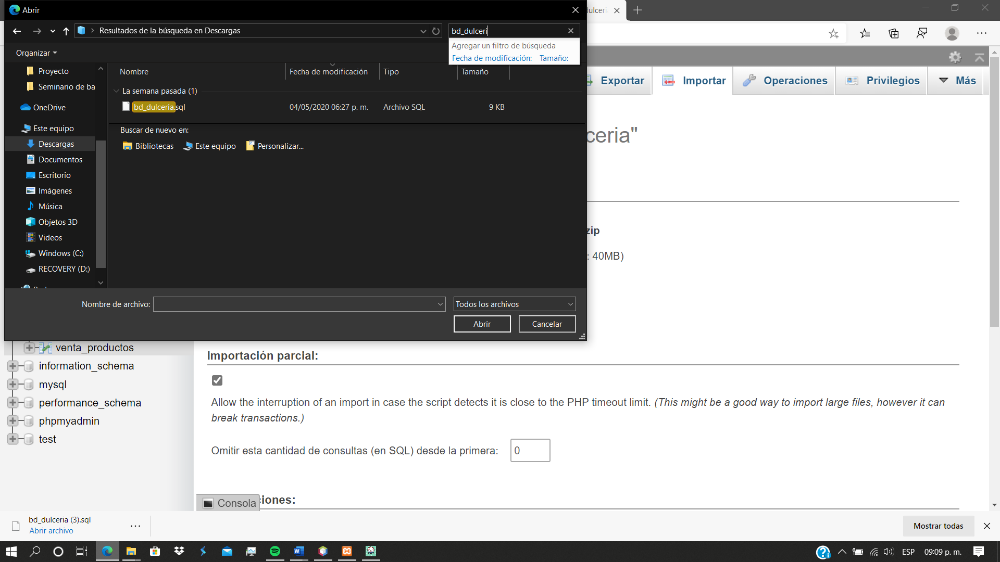 Abrir
Resultados de la búsqueda en Descargas
bd_dulceri
Agregar un filtro de búsqueda
Fecha de modificación: Tamaño:
Organizar
Nombre Fecha de modificación Tipo Tamaño
Proyecto
Seminario de ba
OneDrive
Este equipo
Descargas
Documentos
Escritorio
Imágenes
Música
Objetos 3D
Videos
Windows (C:)
RECOVERY (D:)
La semana pasada (1)
bd_dulceria.sql 04/05/2020 06:27 p. m. Archivo SQL 9 KB
Buscar de nuevo en:
Bibliotecas Este equipo Personalizar...
Nombre de archivo: Todos los archivos
Abrir Cancelar
ulceri
Exportar Importar Operaciones Privilegios Más
ceria"
zip
: 40MB)
venta_productos
information_schema
mysql
performance_schema
phpmyadmin
test
Importación parcial:
Allow the interruption of an import in case the script detects it is close to the PHP timeout limit. (This might be a good way to import large files, however it can
break transactions.)
Omitir esta cantidad de consultas (en SQL) desde la primera: 0
Consola iones:
bd_dulceria (3).sql
Abrir archivo
...
Mostrar todas
ESP 09:09 p. m.